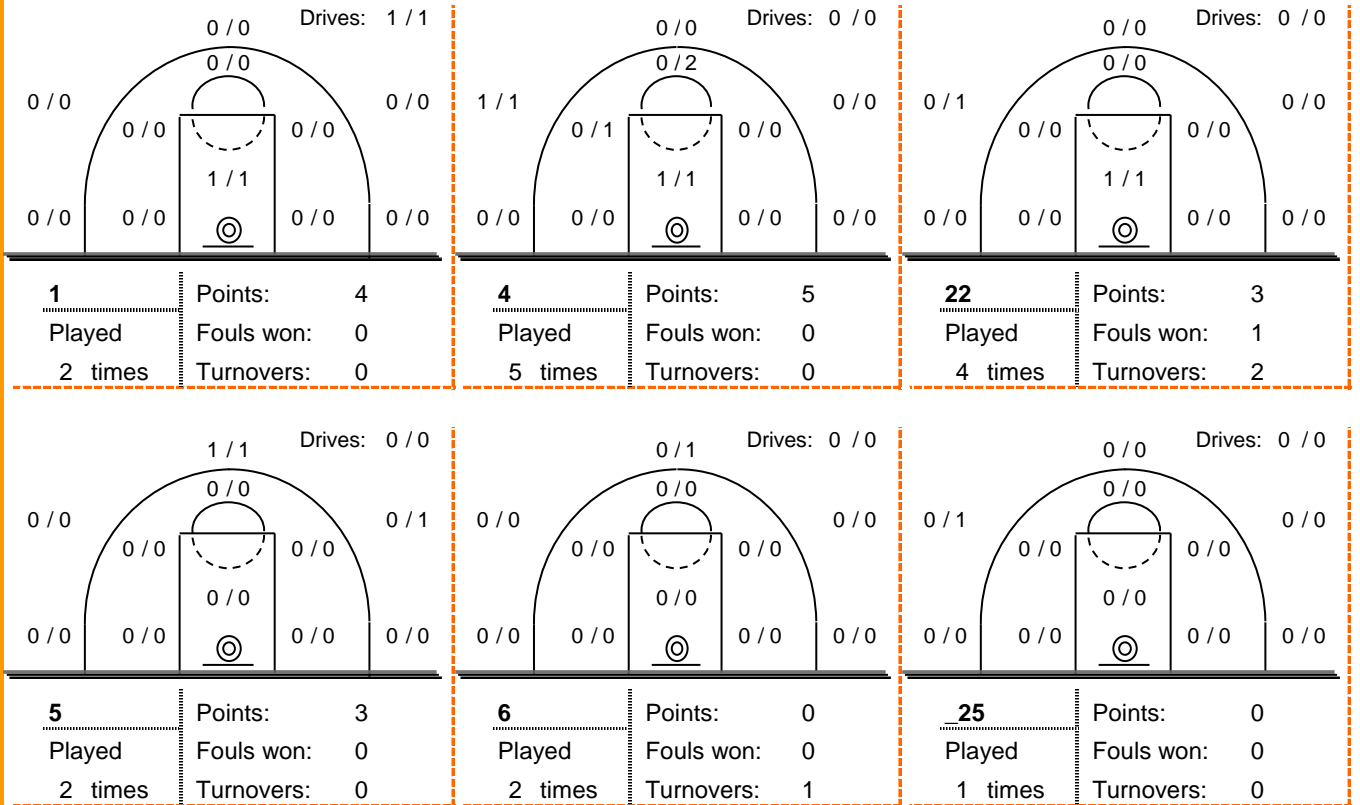 0 / 0 Drives: 1 / 1
0 / 0
0 / 0 0 / 0
0 / 0 0 / 0
1 / 1
0 / 0 0 / 0 0 / 0 0 / 0
1 Points: 4
Played Fouls won: 0
2 times Turnovers: 0
0 / 0 Drives: 0 / 0
0 / 2
1 / 1 0 / 0
0 / 1 0 / 0
1 / 1
0 / 0 0 / 0 0 / 0 0 / 0
4 Points: 5
Played Fouls won: 0
5 times Turnovers: 0
0 / 0 Drives: 0 / 0
0 / 0
0 / 1 0 / 0
0 / 0 0 / 0
1 / 1
0 / 0 0 / 0 0 / 0 0 / 0
22 Points: 3
Played Fouls won: 1
4 times Turnovers: 2
1 / 1 Drives: 0 / 0
0 / 0
0 / 0 0 / 1
0 / 0 0 / 0
0 / 0
0 / 0 0 / 0 0 / 0 0 / 0
5 Points: 3
Played Fouls won: 0
2 times Turnovers: 0
0 / 1 Drives: 0 / 0
0 / 0
0 / 0 0 / 0
0 / 0 0 / 0
0 / 0
0 / 0 0 / 0 0 / 0 0 / 0
6 Points: 0
Played Fouls won: 0
2 times Turnovers: 1
0 / 0 Drives: 0 / 0
0 / 0
0 / 1 0 / 0
0 / 0 0 / 0
0 / 0
0 / 0 0 / 0 0 / 0 0 / 0
_25 Points: 0
Played Fouls won: 0
1 times Turnovers: 0